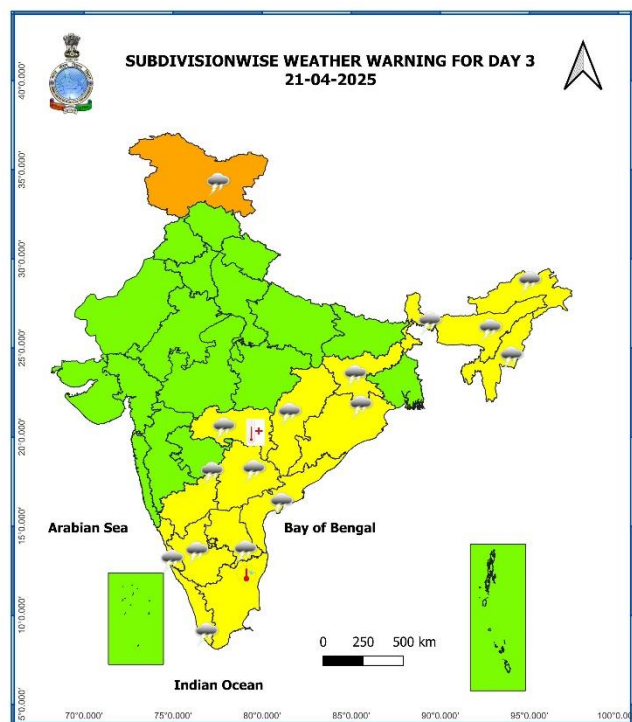 SUBDIVISIONWISE WEATHER WARNING FOR DAY 3
21-04-2025
40°0.000'
35°0.000'
30°0.000'
25°0.000'
20°0.000'
15°0.000'
10°0.000'
5°0.000'
Arabian Sea
Bay of Bengal
0 250 500 km
Indian Ocean
70°0.000' 75°0.000' 80°0.000' 85°0.000' 90°0.000' 95°0.000' 100°0.0